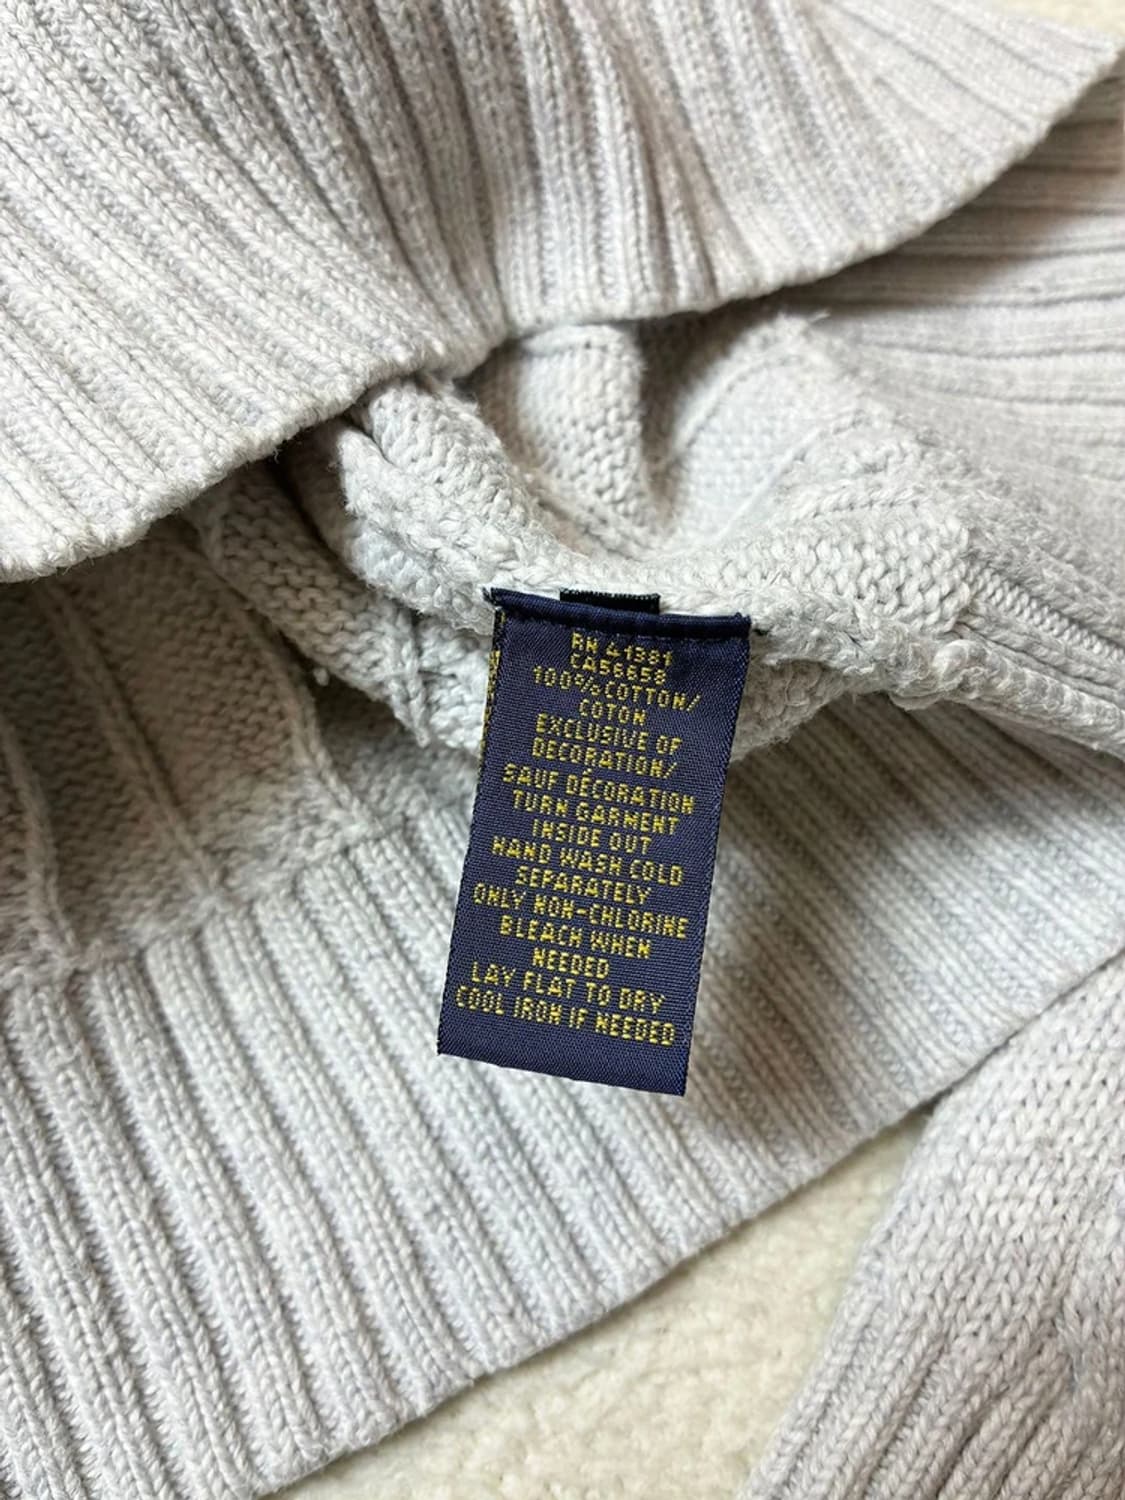 RN 41381
CA56658
100% COTTON/
COTON
EXCLUSIVE OF
DECORATION/
SAUF DÉCORATION
TURN GARMENT
INSIDE OUT
HAND WASH COLD
SEPARATELY
ONLY NON-CHLORINE
BLEACH WHEN
NEEDED
LAY FLAT TO DRY
COOL IRON IF NEEDED